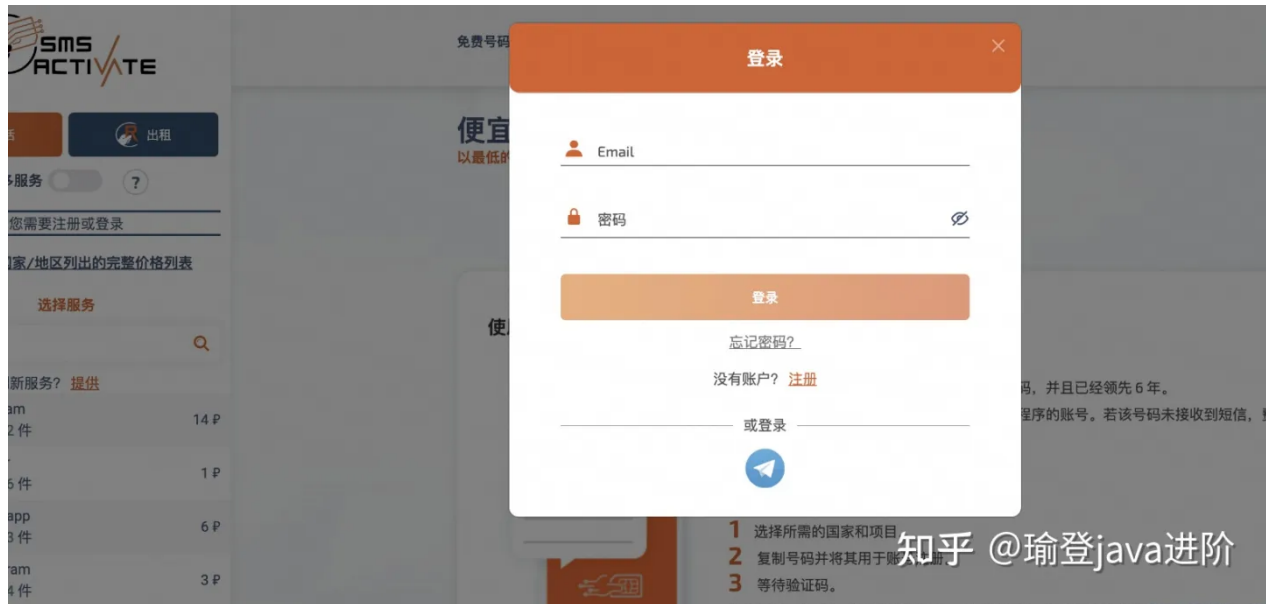 SMS
ACTIVATE
免费号码
登录
出租
便宜
以最低的
Email
服务
?
密码
您需要注册或登录
家/地区列出的完整价格列表
登录
选择服务
使用
忘记密码?
没有账户? 注册
新服务? 提供
码,并且已经领先 6 年。
am
14 ₽
2 件
程序的账号。若该号码未接收到短信,
或登录
1 ₽
6 件
app
6 ₽
3 件
1 选择所需的国家和项目
2 复制号码并将其用于账
3 等待验证码。
ram
3 ₽
4 件
知乎 @瑜登java进阶